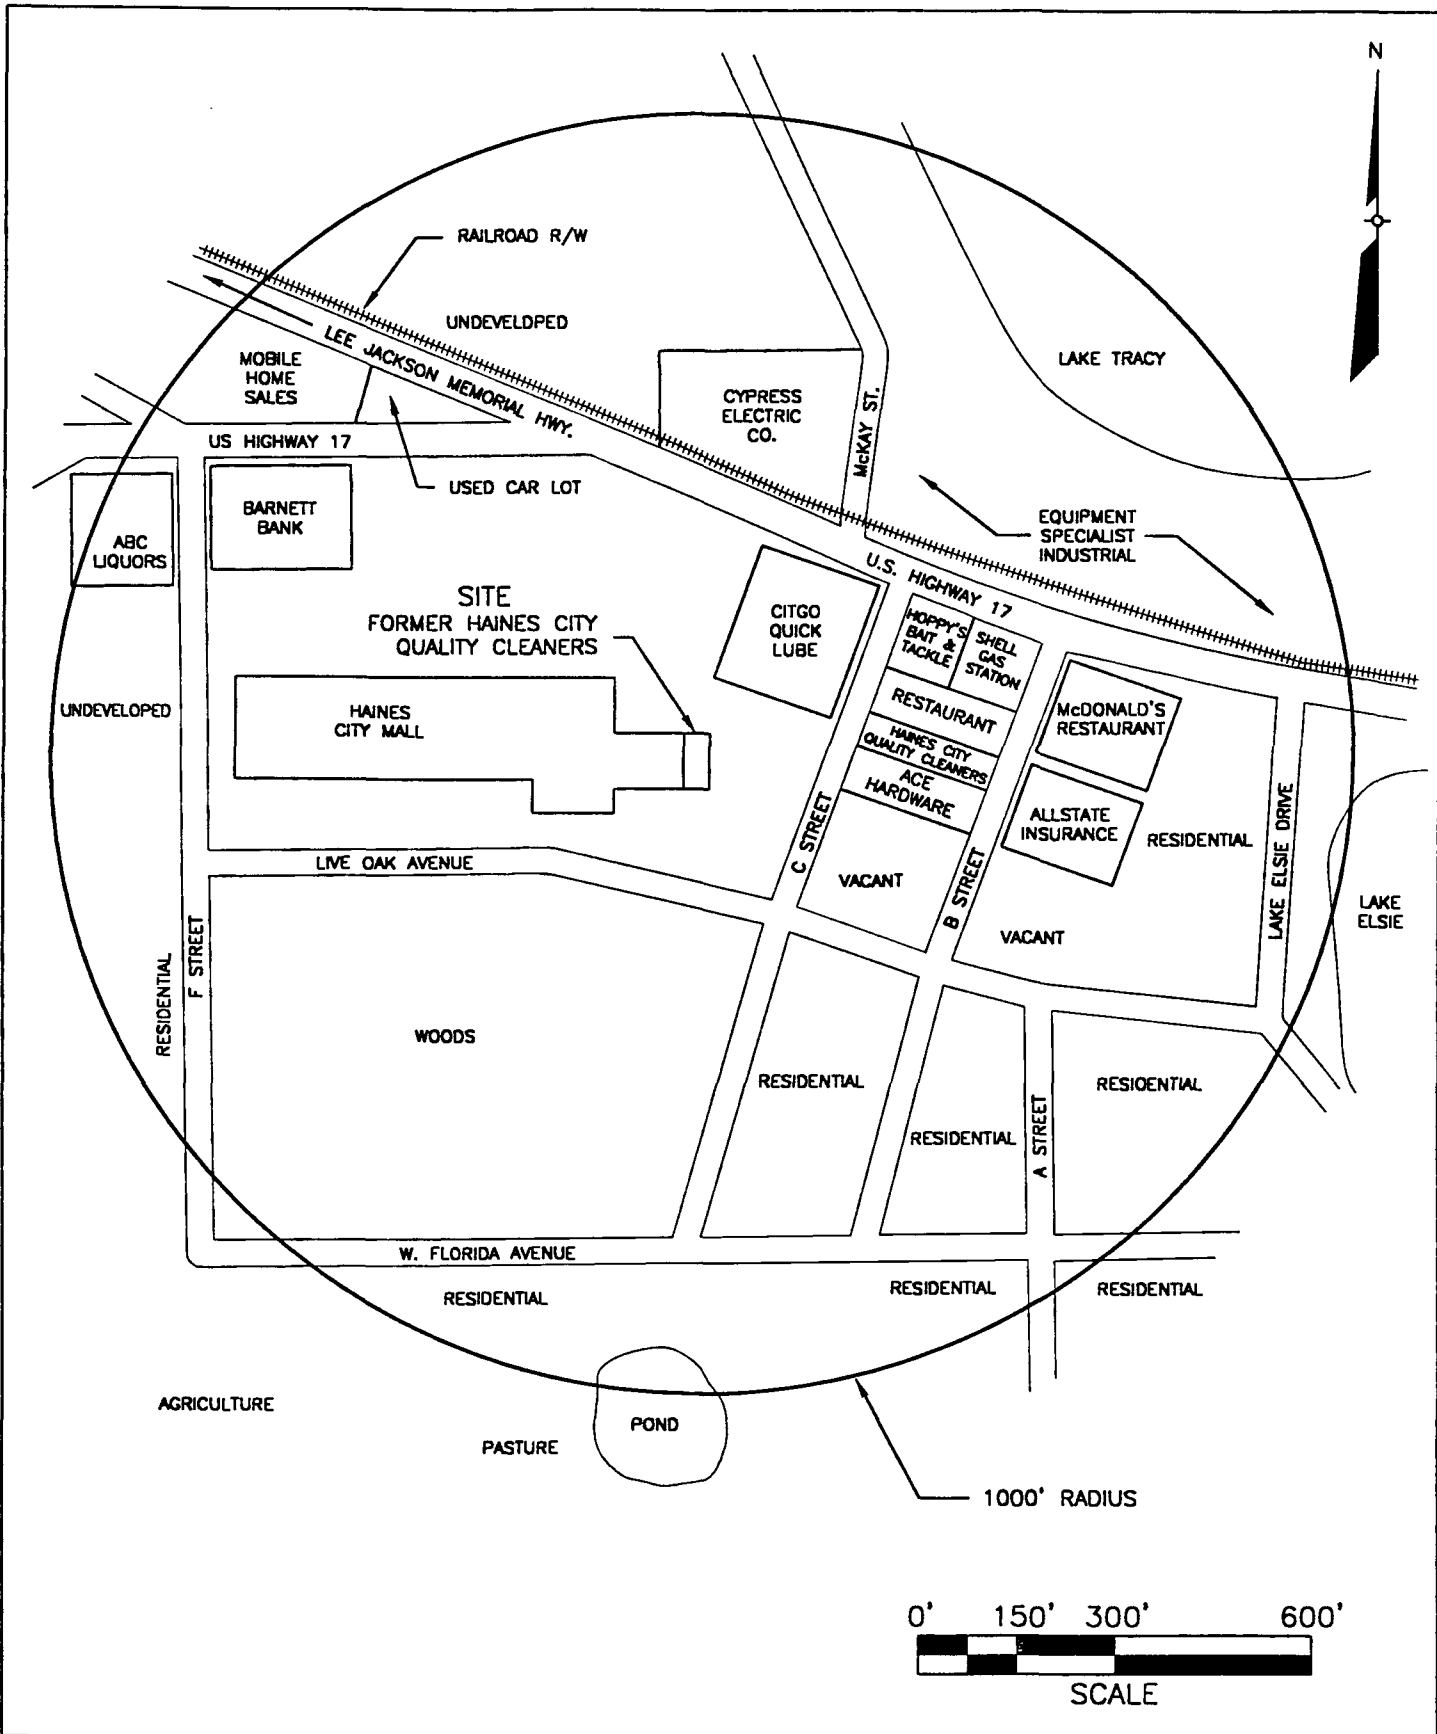 N
RAILROAD R/W
UNDEVELOPED
LEE JACKSON MEMORIAL HWY.
MOBILE
HOME
SALES
LAKE TRACY
CYPRESS
ELECTRIC
CO.
McKAY ST.
US HIGHWAY 17
USED CAR LOT
BARNETT
BANK
ABC
LIQUORS
EQUIPMENT
SPECIALIST
INDUSTRIAL
U.S. HIGHWAY 17
SITE
FORMER HAINES CITY
QUALITY CLEANERS
CITGO
QUICK
LUBE
HOPPY'S
BAIT &
TACKLE
SHELL
GAS
STATION
RESTAURANT
HAINES CITY
QUALITY CLEANERS
ACE
HARDWARE
McDONALD'S
RESTAURANT
UNDEVELOPED
HAINES
CITY MALL
ALLSTATE
INSURANCE
RESIDENTIAL
LAKE ELSIE DRIVE
C STREET
LIVE OAK AVENUE
VACANT
B STREET
VACANT
LAKE
ELSIE
F STREET
RESIDENTIAL
WOODS
RESIDENTIAL
RESIDENTIAL
A STREET
RESIDENTIAL
W. FLORIDA AVENUE
RESIDENTIAL
RESIDENTIAL
RESIDENTIAL
AGRICULTURE
PASTURE
POND
1000' RADIUS
0' 150' 300' 600'
SCALE